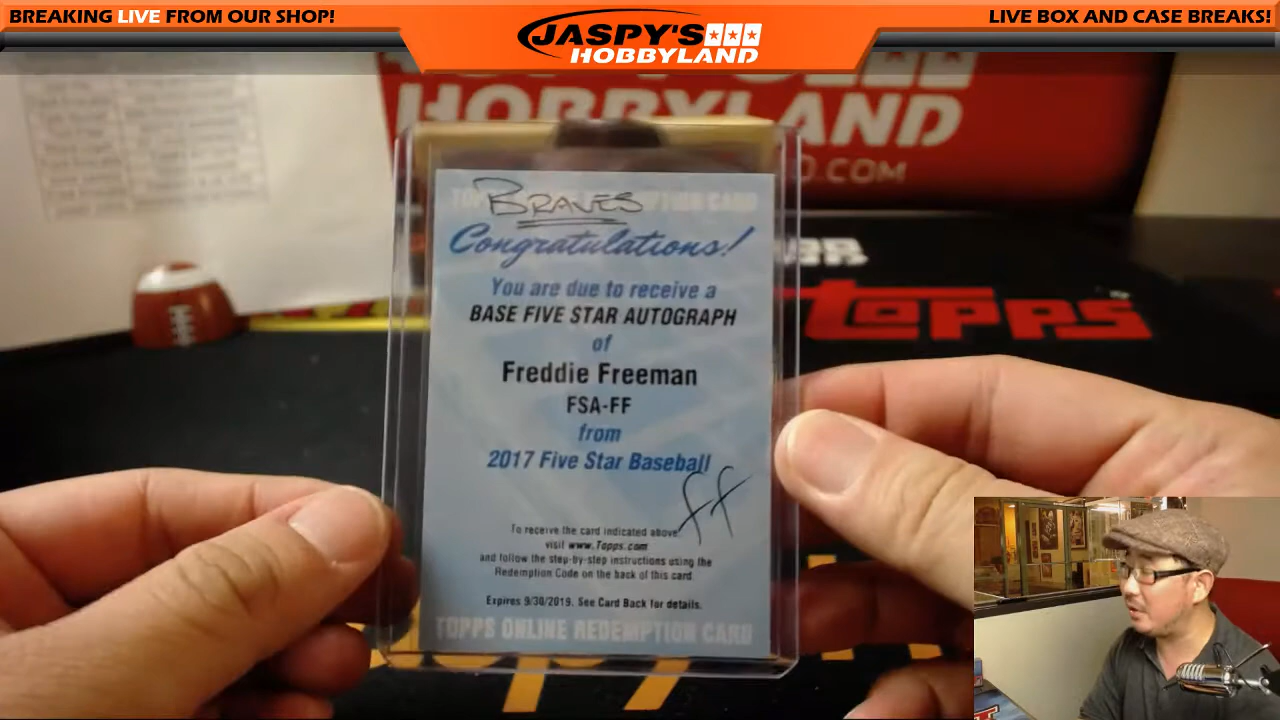 BREAKING LIVE FROM OUR SHOP!
JASPY'S
HOBBYLAND
LIVE BOX AND CASE BREAKS!
HOBBYLAND
.COM
TOPPS
BRAVES
Congratulations!
You are due to receive a
BASE FIVE STAR AUTOGRAPH
of
Freddie Freeman
FSA-FF
from
2017 Five Star Baseball
ff
To receive the card indicated above,
visit www.Topps.com
and follow the step-by-step instructions using the
Redemption Code on the back of this card.
Expires 9/30/2019. See Card Back for details.
TOPPS ONLINE REDEMPTION CARD